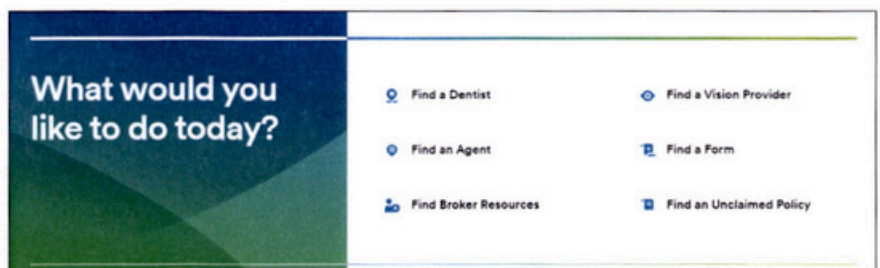 What would you
like to do today?
Find a Dentist
Find a Vision Provider
Find an Agent
Find a Form
Find Broker Resources
Find an Unclaimed Policy